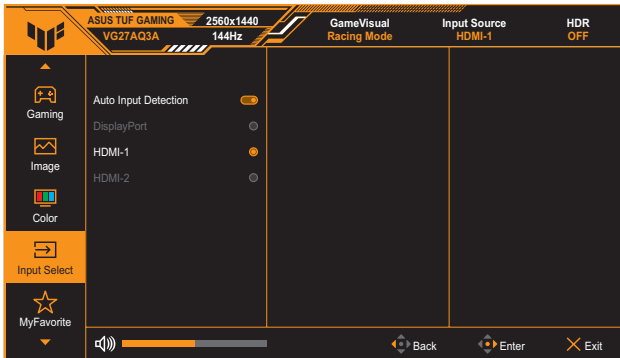 ASUS TUF GAMING 2560x1440 GameVisual Input Source HDR
VG27AQ3A 144Hz Racing Mode HDMI-1 OFF
Gaming
Image
Color
Input Select
MyFavorite
Auto Input Detection
DisplayPort
HDMI-1
HDMI-2
Back Enter Exit